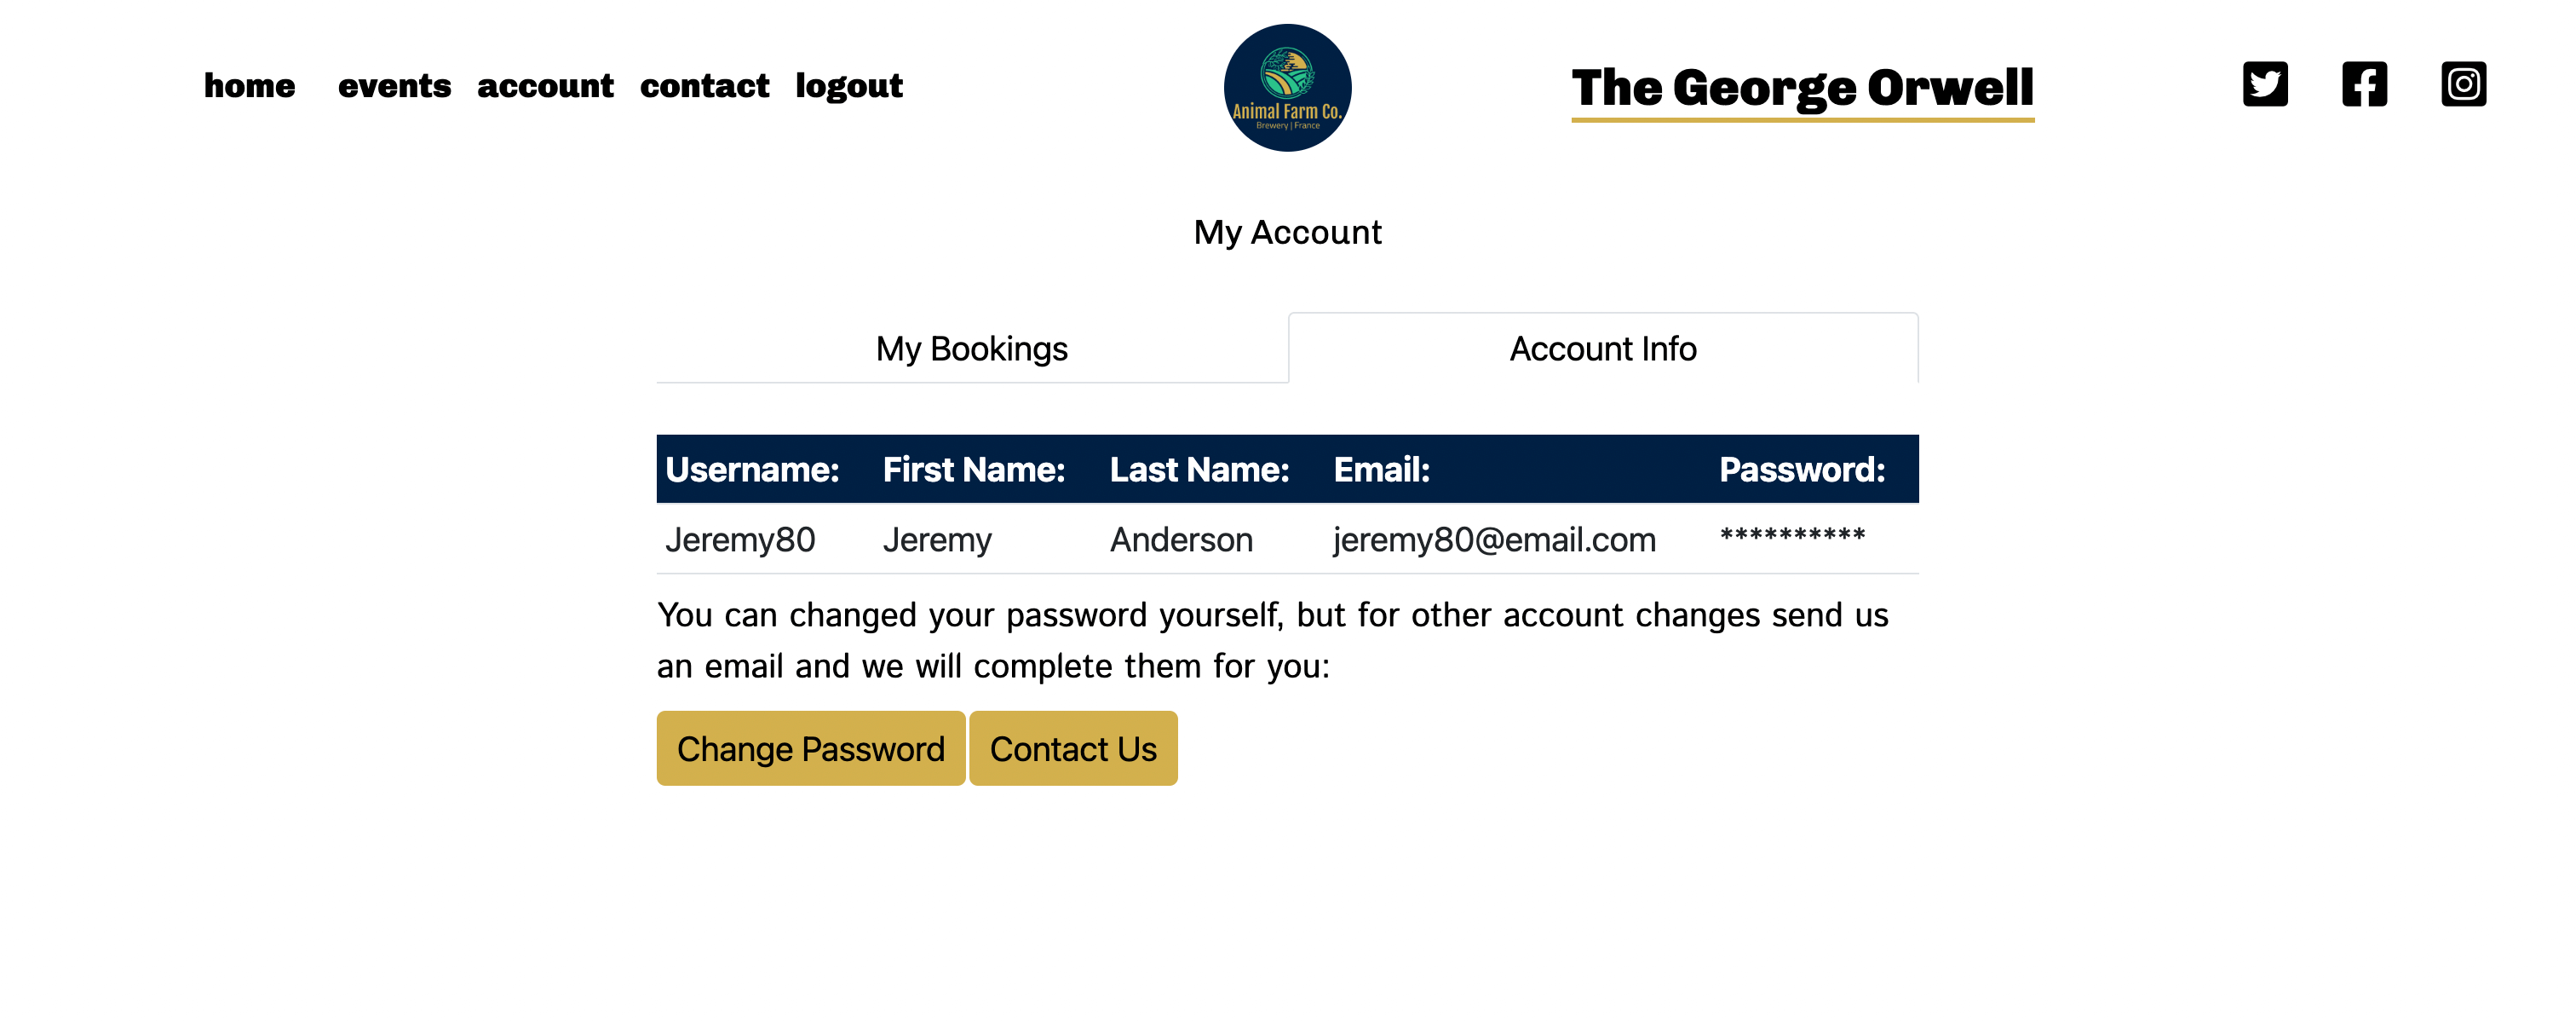 home events account contact logout
Animal Farm Co.
Brewery | France
The George Orwell
My Account
My Bookings Account Info
Username: First Name: Last Name: Email: Password:
Jeremy80 Jeremy Anderson jeremy80@email.com **********
You can changed your password yourself, but for other account changes send us
an email and we will complete them for you:
Change Password Contact Us